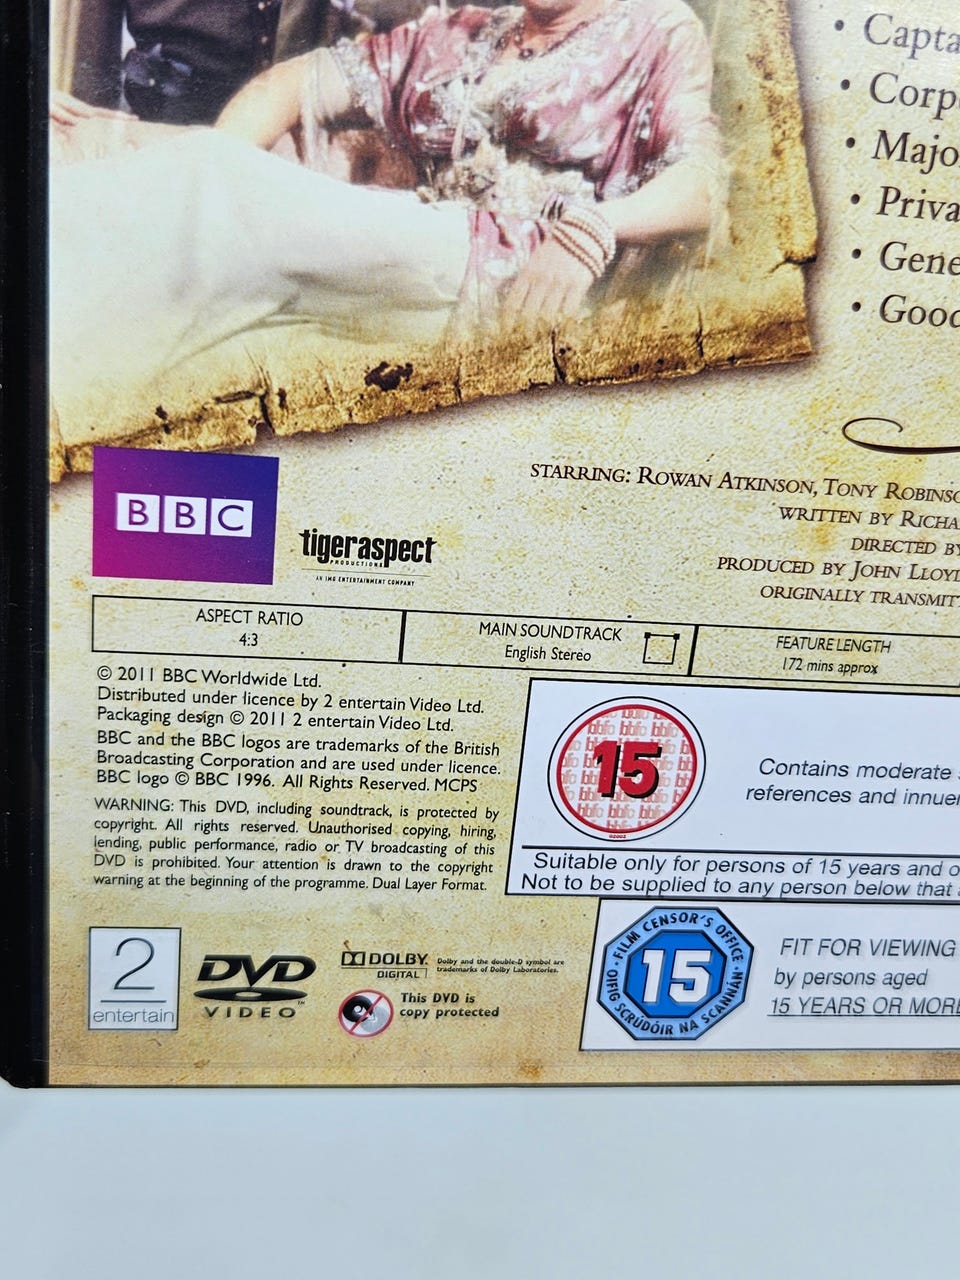 • Capta
• Corp
• Majo
• Priva
• Gene
• Good
STARRING: ROWAN ATKINSON, TONY ROBINSO
WRITTEN BY RICHA
DIRECTED BY
PRODUCED BY JOHN LLOYD
ORIGINALLY TRANSMITT
BBC
tigeraspect
PRODUCTIONS
AN IMG ENTERTAINMENT COMPANY
ASPECT RATIO
4:3
MAIN SOUNDTRACK
English Stereo
FEATURE LENGTH
172 mins approx
© 2011 BBC Worldwide Ltd.
Distributed under licence by 2 entertain Video Ltd.
Packaging design © 2011 2 entertain Video Ltd.
BBC and the BBC logos are trademarks of the British
Broadcasting Corporation and are used under licence.
BBC logo © BBC 1996. All Rights Reserved. MCPS
WARNING: This DVD, including soundtrack, is protected by
copyright. All rights reserved. Unauthorised copying, hiring,
lending, public performance, radio or TV broadcasting of this
DVD is prohibited. Your attention is drawn to the copyright
warning at the beginning of the programme. Dual Layer Format.
15
Contains moderate
references and innuen
Suitable only for persons of 15 years and o
Not to be supplied to any person below that a
2
entertain
DVD
VIDEO
DOLBY
DIGITAL
Dolby and the double-D symbol are
trademarks of Dolby Laboratories.
This DVD is
copy protected
FILM CENSOR'S OFFICE
15
OIFIG SCRÚDÓIR NA SCANNÁN
FIT FOR VIEWING
by persons aged
15 YEARS OR MORE